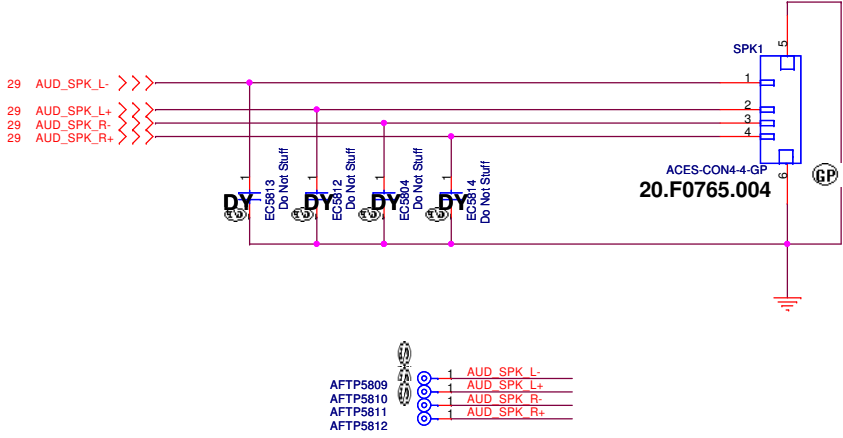 SPK1
5
29 AUD_SPK_L- 1
29 AUD_SPK_L+ 2
29 AUD_SPK_R- 3
29 AUD_SPK_R+ 4
1 1 1 1
DY EC5813 Do Not Stuff
DY EC5812 Do Not Stuff
DY EC5804 Do Not Stuff
DY EC5814 Do Not Stuff
ACES-CON4-4-GP
6
20.F0765.004
GP
AFTP5809 1 AUD_SPK_L-
AFTP5810 1 AUD_SPK_L+
AFTP5811 1 AUD_SPK_R-
AFTP5812 1 AUD_SPK_R+